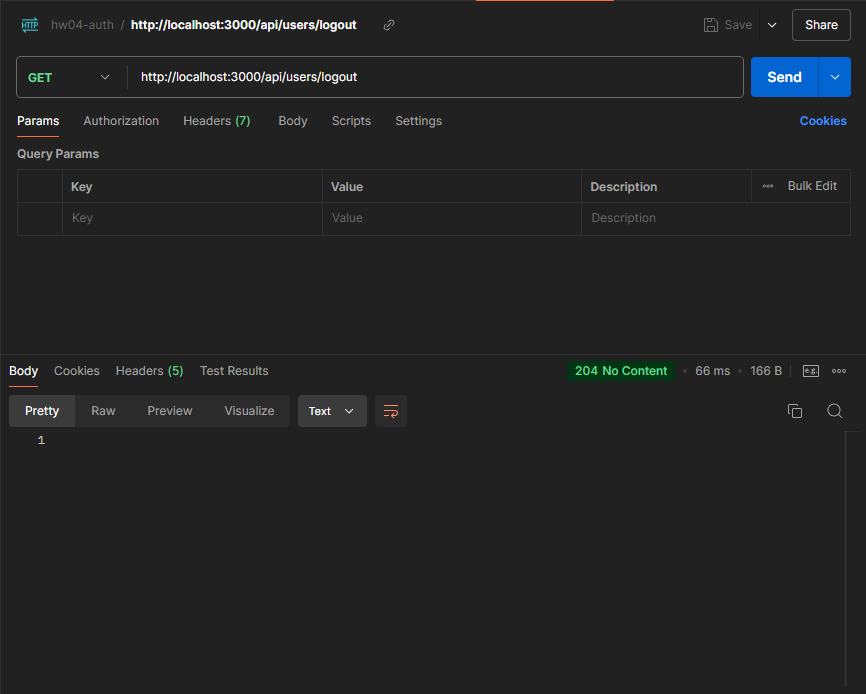 HTTP hw04-auth / http://localhost:3000/api/users/logout Save Share
GET http://localhost:3000/api/users/logout Send
Params Authorization Headers (7) Body Scripts Settings Cookies
Query Params
Key Value Description Bulk Edit
Key Value Description
Body Cookies Headers (5) Test Results 204 No Content • 66 ms • 166 B e.g. 
Pretty Raw Preview Visualize Text
1